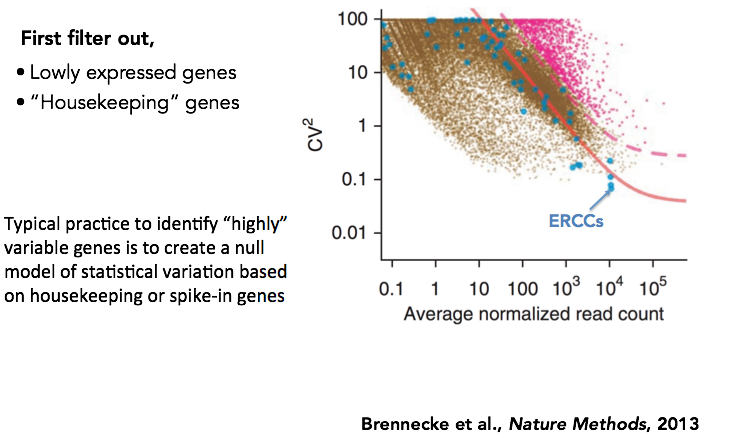 First filter out,
• Lowly expressed genes
• “Housekeeping” genes
Typical practice to identify “highly”
variable genes is to create a null
model of statistical variation based
on housekeeping or spike-in genes
CV²
100
10
1
0.1
0.01
ERCCs
0.1 1 10 100 10³ 10⁴ 10⁵
Average normalized read count
Brennecke et al., Nature Methods, 2013